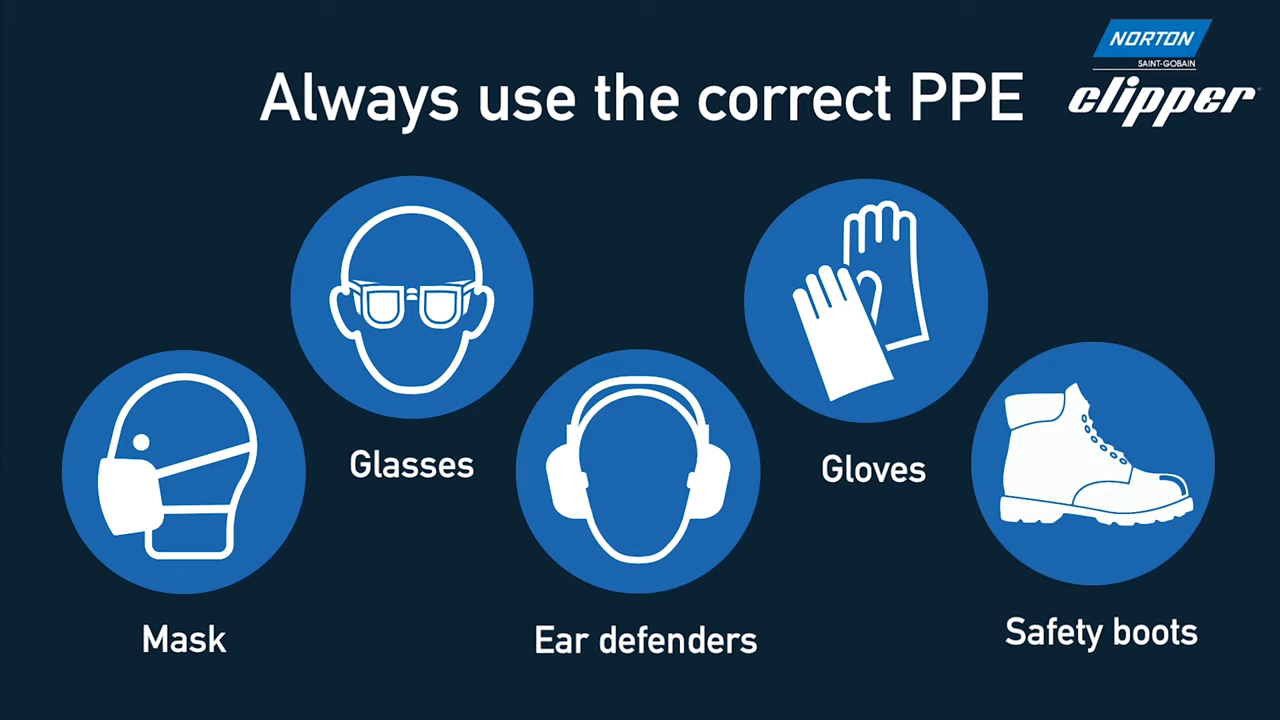 Always use the correct PPE
NORTON
SAINT-GOBAIN
clipper
Glasses
Gloves
Mask
Ear defenders
Safety boots